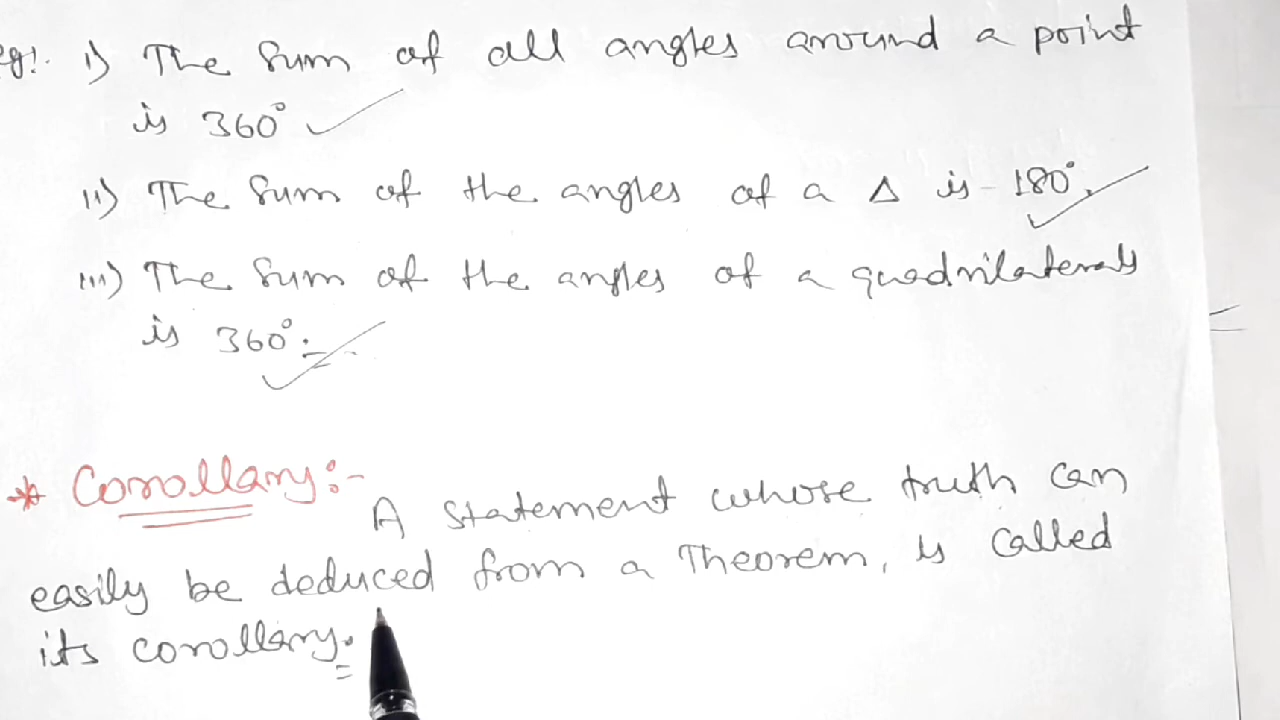 eg:- i) The Sum of all angles around a point
is 360°
ii) The Sum of the angles of a Δ is 180°.
iii) The Sum of the angles of a quadrilaterals
is 360°.
* Corollary:-
A statement whose truth can
easily be deduced from a Theorem, is called
its corollary.